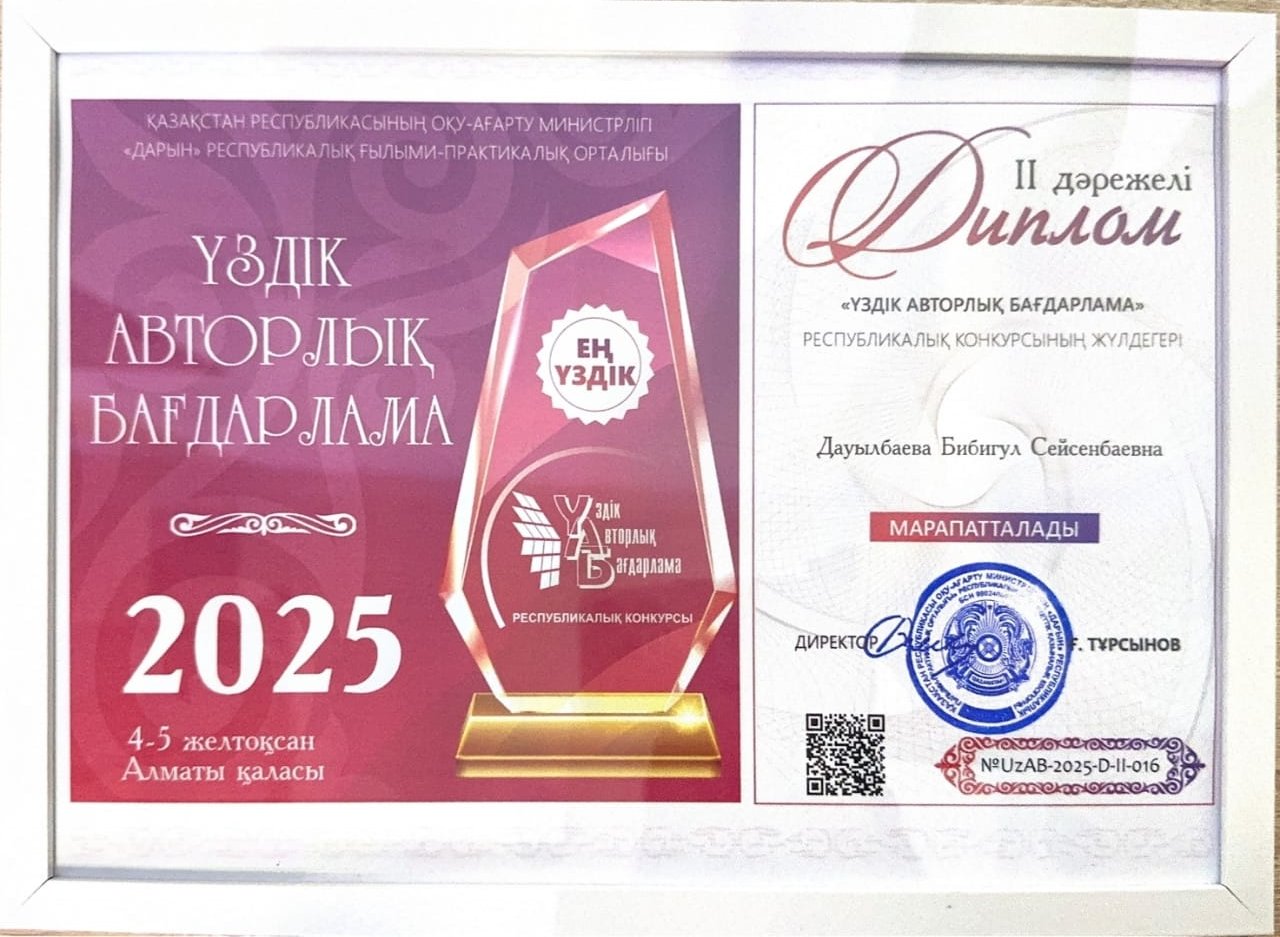 ҚАЗАҚСТАН РЕСПУБЛИКАСЫНЫҢ ОҚУ-АҒАРТУ МИНИСТРЛІГІ
«ДАРЫН» РЕСПУБЛИКАЛЫҚ ҒЫЛЫМИ-ПРАКТИКАЛЫҚ ОРТАЛЫҒЫ
ҮЗДІК
АВТОРЛЫҚ
БАҒДАРЛАМА
2025
4-5 желтоқсан
Алматы қаласы
ЕҢ
ҮЗДІК
Үздік
Авторлық
Бағдарлама
РЕСПУБЛИКАЛЫҚ КОНКУРСЫ
II дәрежелі
Диплом
«ҮЗДІК АВТОРЛЫҚ БАҒДАРЛАМА»
РЕСПУБЛИКАЛЫҚ КОНКУРСЫНЫҢ ЖҮЛДЕГЕРІ
Дауылбаева Бибигул Сейсенбаевна
МАРАПАТТАЛАДЫ
ДИРЕКТОР Ғ. ТҰРСЫНОВ
№UzAB-2025-D-II-016